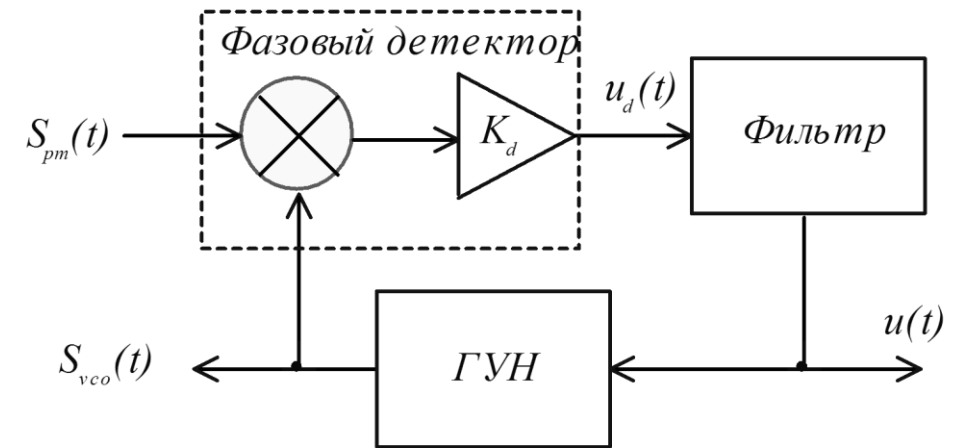 Фазовый детектор
S_pm(t)
K_d
u_d(t)
Фильтр
S_vco(t)
ГУН
u(t)